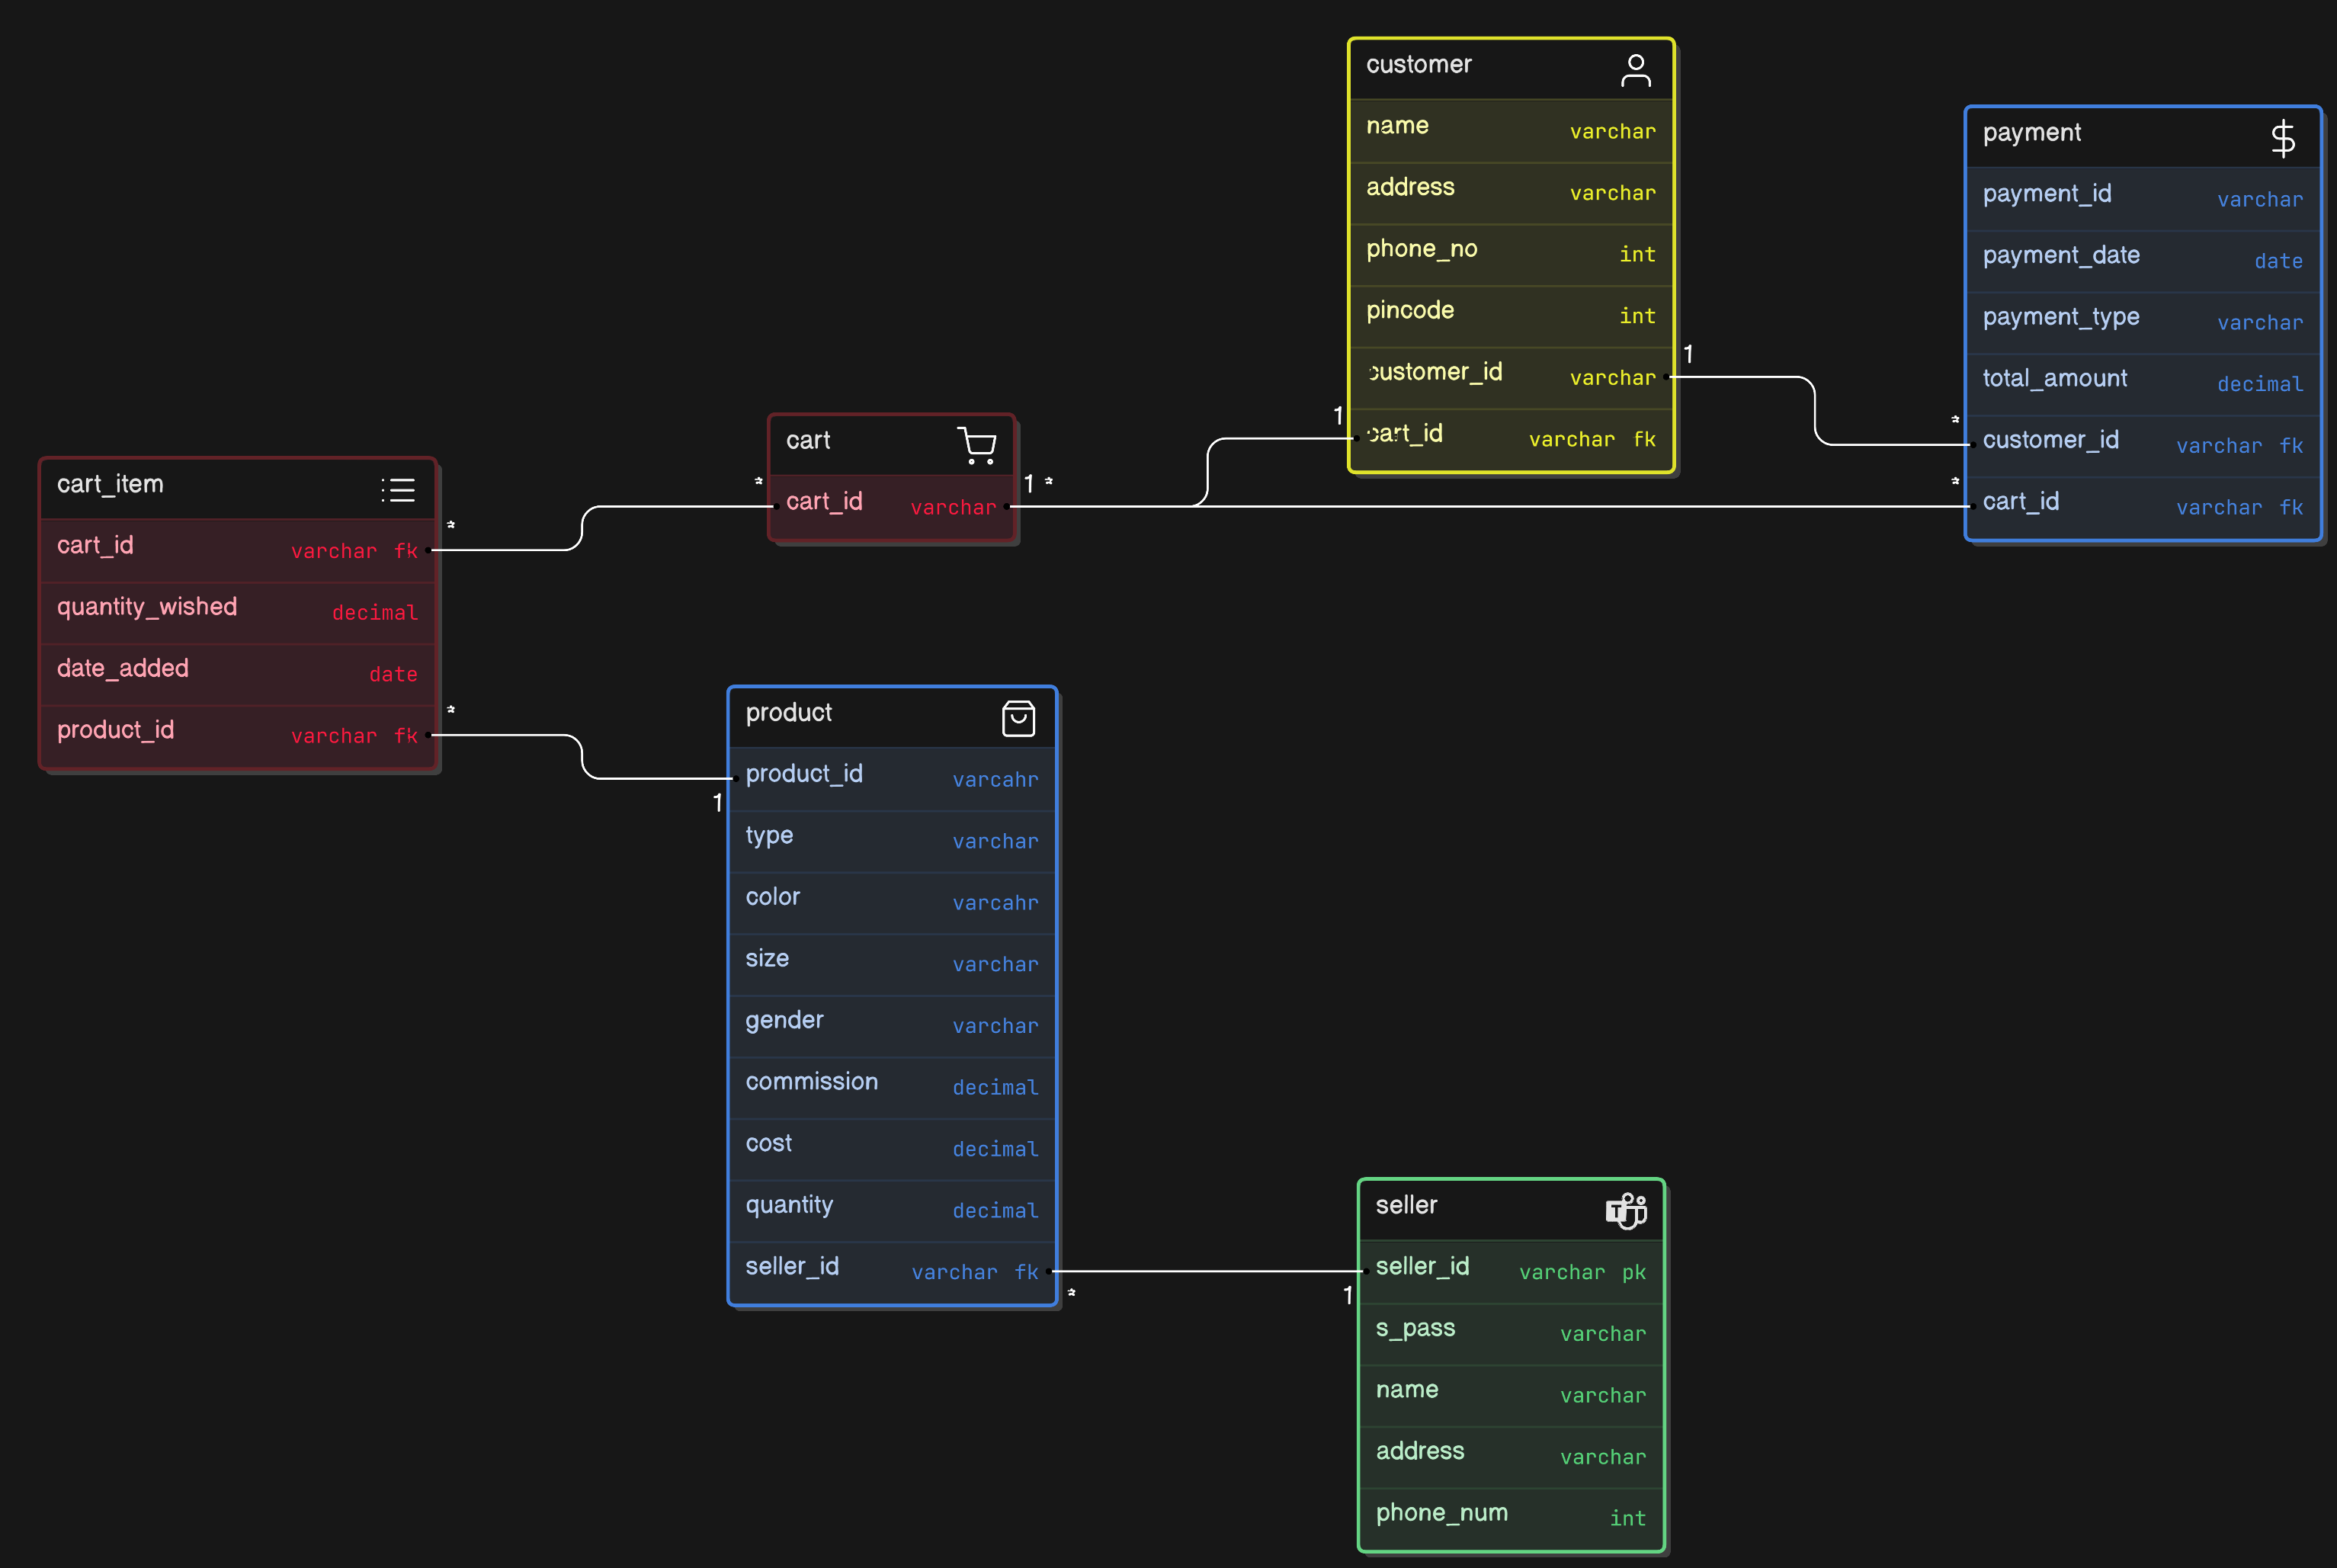 customer
name varchar
address varchar
phone_no int
pincode int
customer_id varchar
1
1
cart_id varchar fk
payment
payment_id varchar
payment_date date
payment_type varchar
total_amount decimal
*
customer_id varchar fk
*
cart_id varchar fk
cart
* cart_id varchar 1 *
cart_item
cart_id varchar fk *
quantity_wished decimal
date_added date
product_id varchar fk *
product
1 product_id varcahr
type varchar
color varcahr
size varchar
gender varchar
commission decimal
cost decimal
quantity decimal
seller_id varchar fk *
seller
T
1 seller_id varchar pk
s_pass varchar
name varchar
address varchar
phone_num int